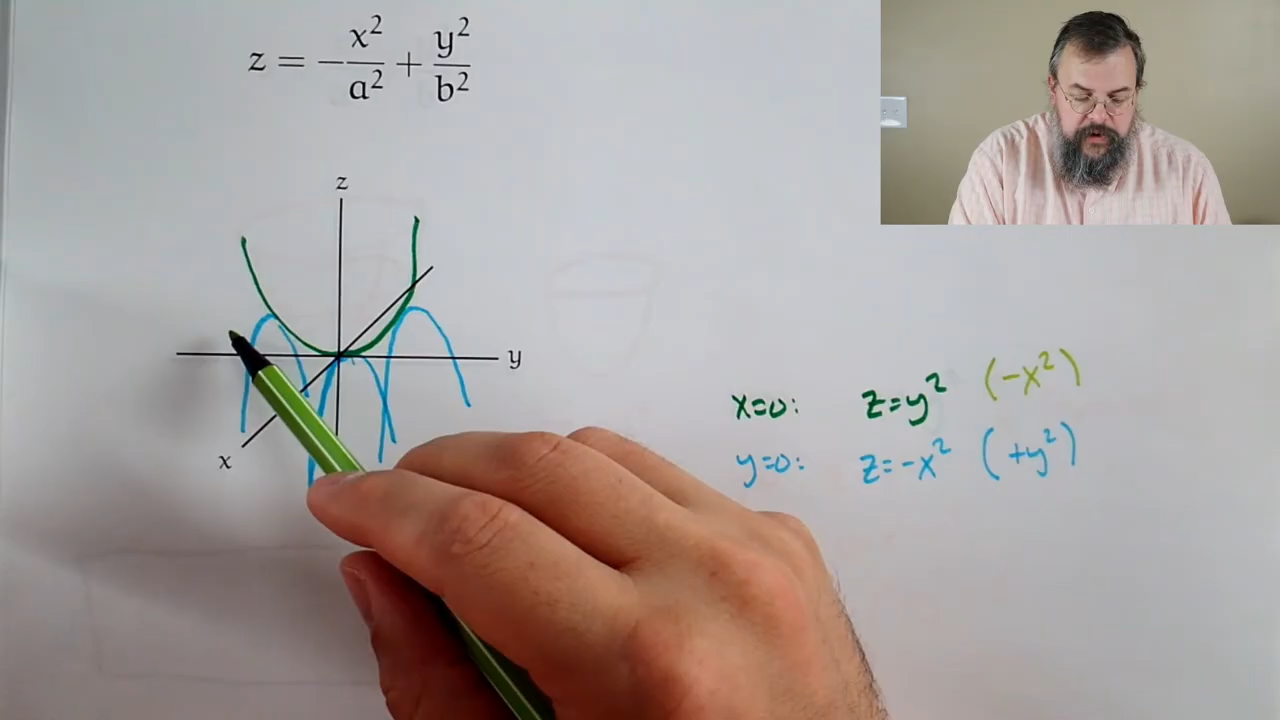 z = −x²/a² + y²/b²
z
y
x
x=0: z=y² (-x²)
y=0: z=-x² (+y²)